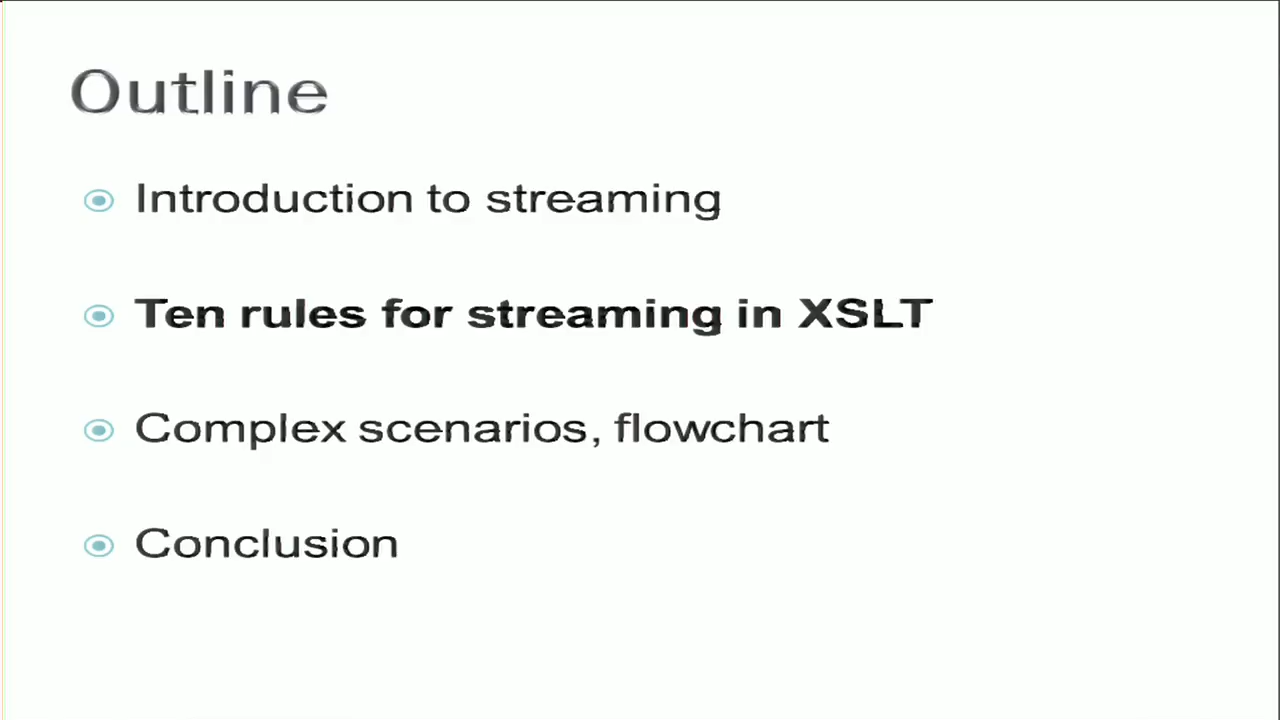 Outline
Introduction to streaming
Ten rules for streaming in XSLT
Complex scenarios, flowchart
Conclusion